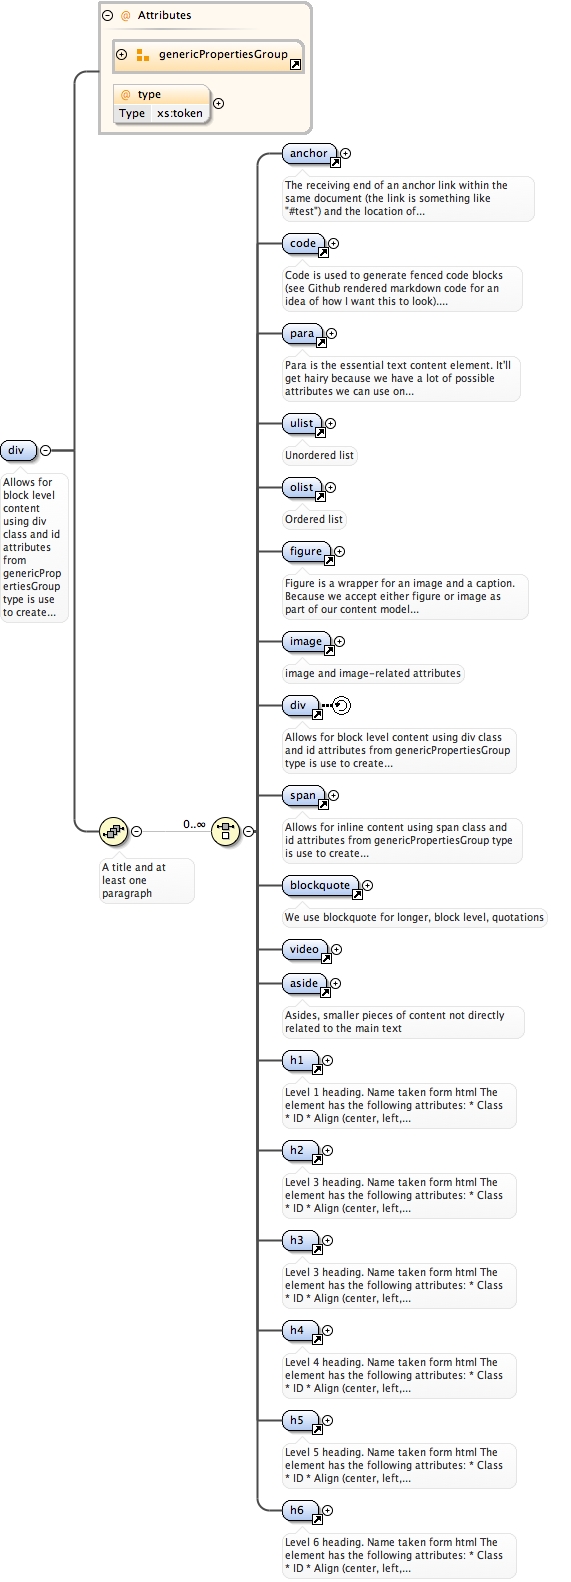 @ Attributes
genericPropertiesGroup
@ type
Type xs:token
anchor
The receiving end of an anchor link within the
same document (the link is something like
"#test") and the location of...
code
Code is used to generate fenced code blocks
(see Github rendered markdown code for an
idea of how I want this to look)....
para
Para is the essential text content element. It'll
get hairy because we have a lot of possible
attributes we can use on...
ulist
Unordered list
div
Allows for
block level
content
using div
class and id
attributes
from
genericProp
ertiesGroup
type is use
to create...
olist
Ordered list
figure
Figure is a wrapper for an image and a caption.
Because we accept either figure or image as
part of our content model...
image
image and image-related attributes
div
Allows for block level content using div class
and id attributes from genericPropertiesGroup
type is use to create...
span
Allows for inline content using span class and
id attributes from genericPropertiesGroup type
is use to create...
0..∞
A title and at
least one
paragraph
blockquote
We use blockquote for longer, block level, quotations
video
aside
Asides, smaller pieces of content not directly
related to the main text
h1
Level 1 heading. Name taken form html The
element has the following attributes: * Class
* ID * Align (center, left,...
h2
Level 3 heading. Name taken form html The
element has the following attributes: * Class
* ID * Align (center, left,...
h3
Level 3 heading. Name taken form html The
element has the following attributes: * Class
* ID * Align (center, left,...
h4
Level 4 heading. Name taken form html The
element has the following attributes: * Class
* ID * Align (center, left,...
h5
Level 5 heading. Name taken form html The
element has the following attributes: * Class
* ID * Align (center, left,...
h6
Level 6 heading. Name taken form html The
element has the following attributes: * Class
* ID * Align (center, left,...